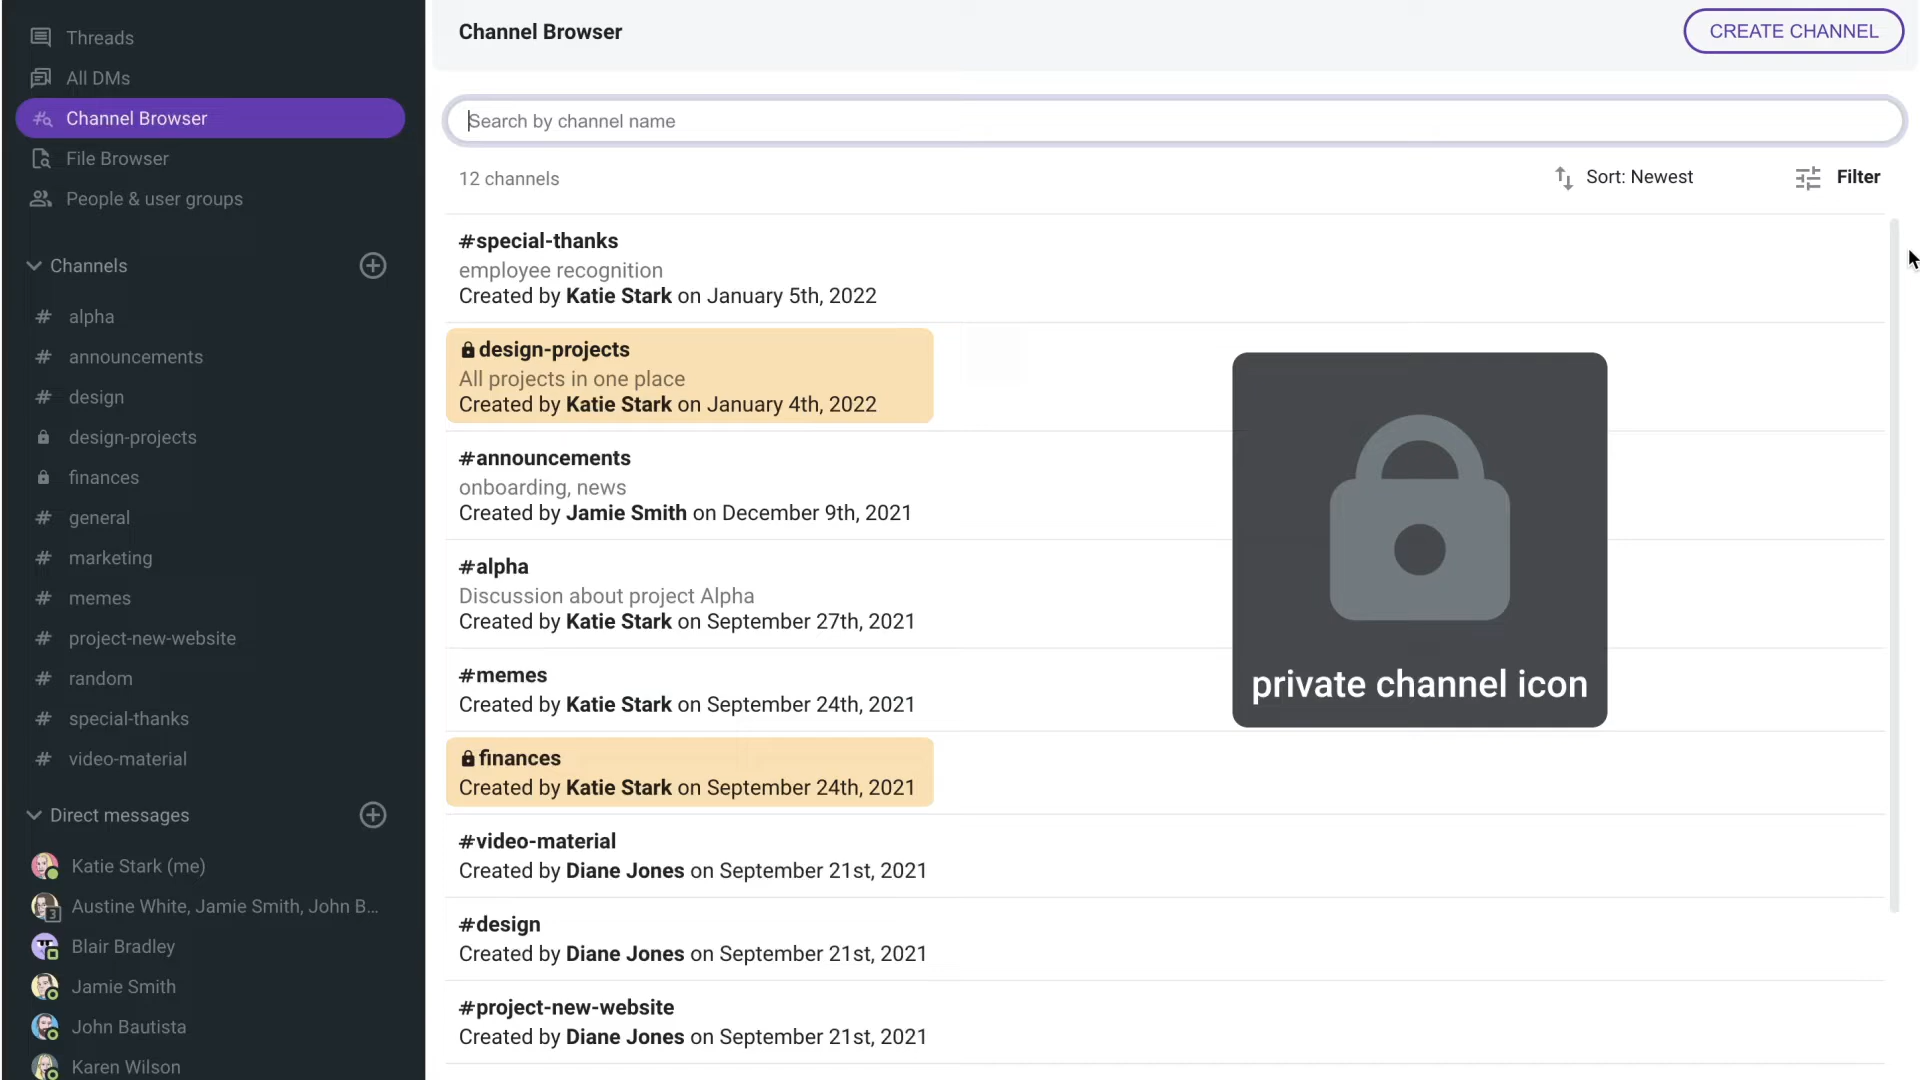 Threads
All DMs
Channel Browser
File Browser
People & user groups
Channels
# alpha
# announcements
# design
design-projects
finances
# general
# marketing
# memes
# project-new-website
# random
# special-thanks
# video-material
Direct messages
Katie Stark (me)
3 Austine White, Jamie Smith, John B...
Blair Bradley
Jamie Smith
John Bautista
Karen Wilson
Channel Browser
CREATE CHANNEL
Search by channel name
12 channels
Sort: Newest
Filter
#special-thanks
employee recognition
Created by Katie Stark on January 5th, 2022
design-projects
All projects in one place
Created by Katie Stark on January 4th, 2022
#announcements
onboarding, news
Created by Jamie Smith on December 9th, 2021
#alpha
Discussion about project Alpha
Created by Katie Stark on September 27th, 2021
#memes
Created by Katie Stark on September 24th, 2021
finances
Created by Katie Stark on September 24th, 2021
#video-material
Created by Diane Jones on September 21st, 2021
#design
Created by Diane Jones on September 21st, 2021
#project-new-website
Created by Diane Jones on September 21st, 2021
private channel icon